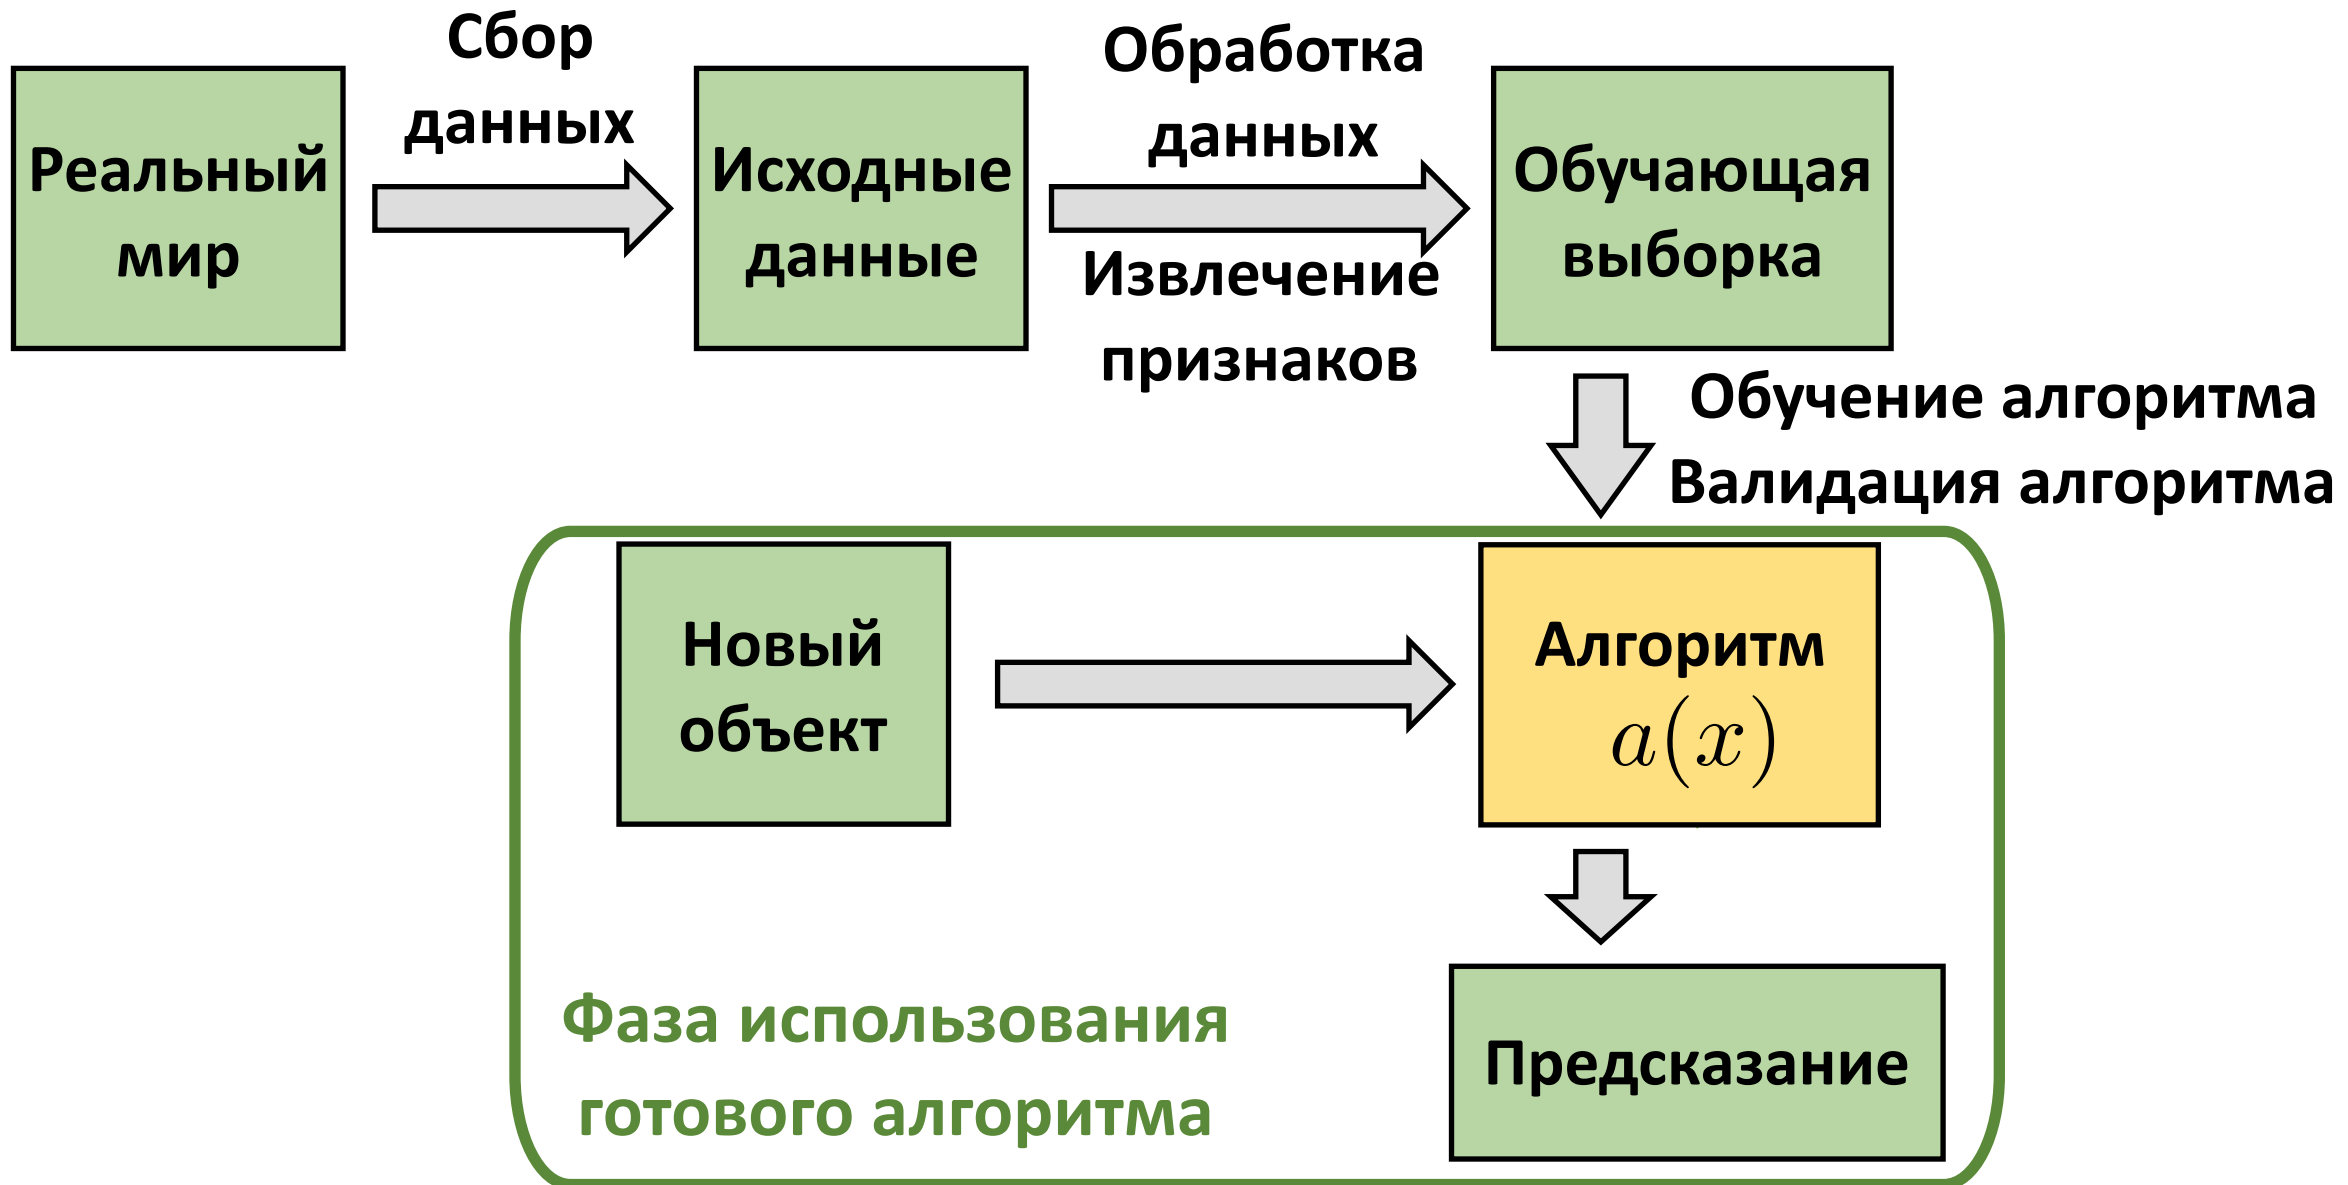 Сбор
данных
Обработка
данных
Реальный
мир
Исходные
данные
Обучающая
выборка
Извлечение
признаков
Обучение алгоритма
Валидация алгоритма
Новый
объект
Алгоритм
a(x)
Предсказание
Фаза использования
готового алгоритма